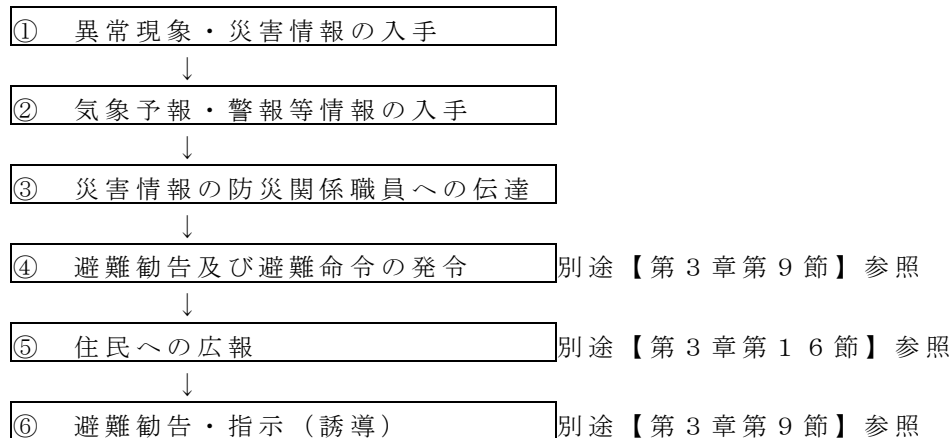 ① 異常現象・災害情報の入手
↓
② 気象予報・警報等情報の入手
↓
③ 災害情報の防災関係職員への伝達
↓
④ 避難勧告及び避難命令の発令 別途【第3章第9節】参照
↓
⑤ 住民への広報 別途【第3章第16節】参照
↓
⑥ 避難勧告・指示(誘導) 別途【第3章第9節】参照